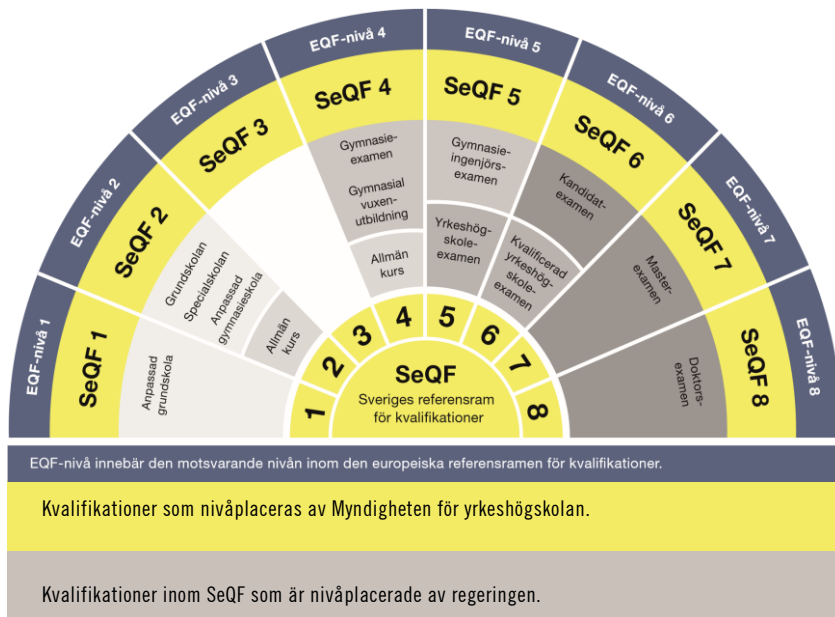 EQF-nivå 1
EQF-nivå 2
EQF-nivå 3
EQF-nivå 4
EQF-nivå 5
EQF-nivå 6
EQF-nivå 7
EQF-nivå 8
SeQF 1
SeQF 2
SeQF 3
SeQF 4
SeQF 5
SeQF 6
SeQF 7
SeQF 8
Anpassad
grundskola
Grundskolan
Specialskolan
Anpassad
gymnasieskola
Allmän
kurs
Gymnasie-
examen
Gymnasial
vuxen-
utbildning
Allmän
kurs
Gymnasie-
ingenjörs-
examen
Yrkeshög-
skole-
examen
Kandidat-
examen
Kvalificerad
yrkeshög-
skole-
examen
Master-
examen
Doktors-
examen
1
2
3
4
5
6
7
8
SeQF
Sveriges referensram
för kvalifikationer
EQF-nivå innebär den motsvarande nivån inom den europeiska referensramen för kvalifikationer.
Kvalifikationer som nivåplaceras av Myndigheten för yrkeshögskolan.
Kvalifikationer inom SeQF som är nivåplacerade av regeringen.